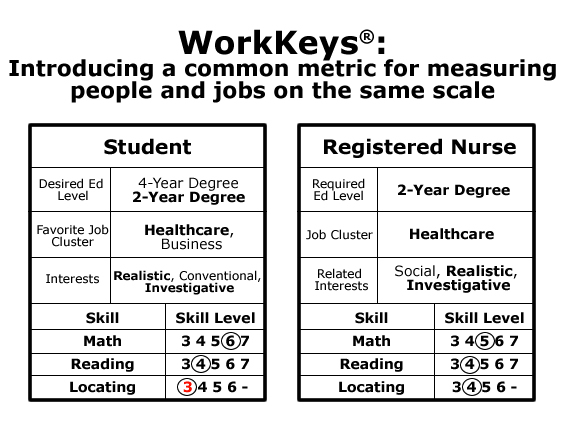 WorkKeys®:
Introducing a common metric for measuring
people and jobs on the same scale
Student
Desired Ed
Level
4-Year Degree
2-Year Degree
Favorite Job
Cluster
Healthcare,
Business
Interests
Realistic, Conventional,
Investigative
Skill
Skill Level
Math
3 4 5 6 7
Reading
3 4 5 6 7
Locating
3 4 5 6 -
Registered Nurse
Required
Ed Level
2-Year Degree
Job Cluster
Healthcare
Related
Interests
Social, Realistic,
Investigative
Skill
Skill Level
Math
3 4 5 6 7
Reading
3 4 5 6 7
Locating
3 4 5 6 -